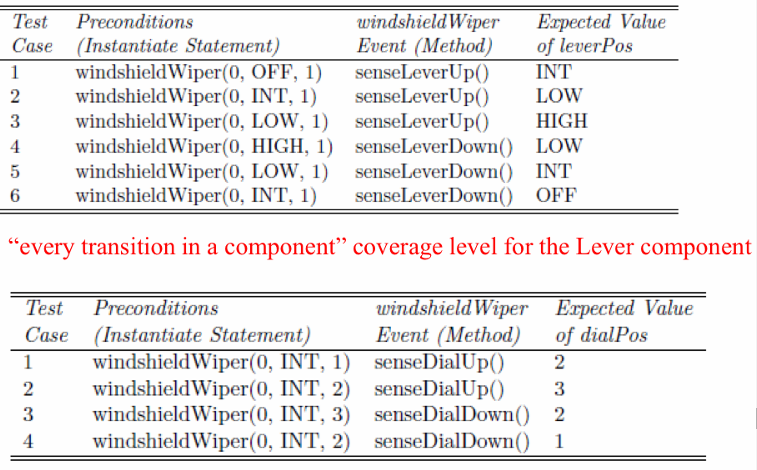 Test Preconditions windshieldWiper Expected Value
Case (Instantiate Statement) Event (Method) of leverPos
1 windshieldWiper(0, OFF, 1) senseLeverUp() INT
2 windshieldWiper(0, INT, 1) senseLeverUp() LOW
3 windshieldWiper(0, LOW, 1) senseLeverUp() HIGH
4 windshieldWiper(0, HIGH, 1) senseLeverDown() LOW
5 windshieldWiper(0, LOW, 1) senseLeverDown() INT
6 windshieldWiper(0, INT, 1) senseLeverDown() OFF
“every transition in a component” coverage level for the Lever component
Test Preconditions windshieldWiper Expected Value
Case (Instantiate Statement) Event (Method) of dialPos
1 windshieldWiper(0, INT, 1) senseDialUp() 2
2 windshieldWiper(0, INT, 2) senseDialUp() 3
3 windshieldWiper(0, INT, 3) senseDialDown() 2
4 windshieldWiper(0, INT, 2) senseDialDown() 1